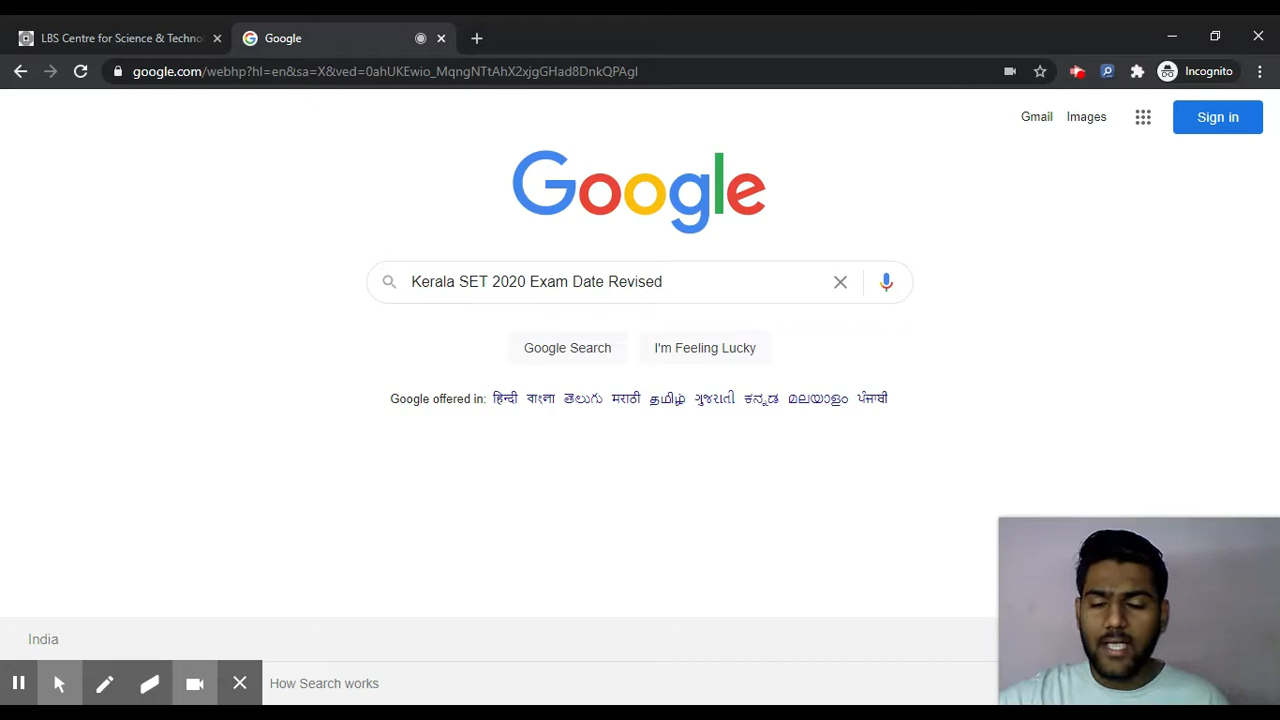 LBS Centre for Science & Techno
Google
google.com/webhp?hl=en&sa=X&ved=0ahUKEwio_MqngNTtAhX2xjgGHad8DnkQPAgI
Incognito
Gmail Images
Sign in
Google
Kerala SET 2020 Exam Date Revised
Google Search I'm Feeling Lucky
Google offered in: हिन्दी বাংলা తెలుగు मराठी தமிழ் ગુજરાતી ಕನ್ನಡ മലയാളം ਪੰਜਾਬੀ
India
How Search works